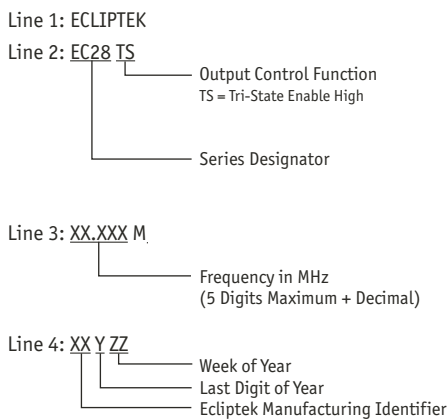 Line 1: ECLIPTEK
Line 2: EC28 TS
Output Control Function
TS = Tri-State Enable High
Series Designator
Line 3: XX.XXX M
Frequency in MHz
(5 Digits Maximum + Decimal)
Line 4: XX Y ZZ
Week of Year
Last Digit of Year
Ecliptek Manufacturing Identifier